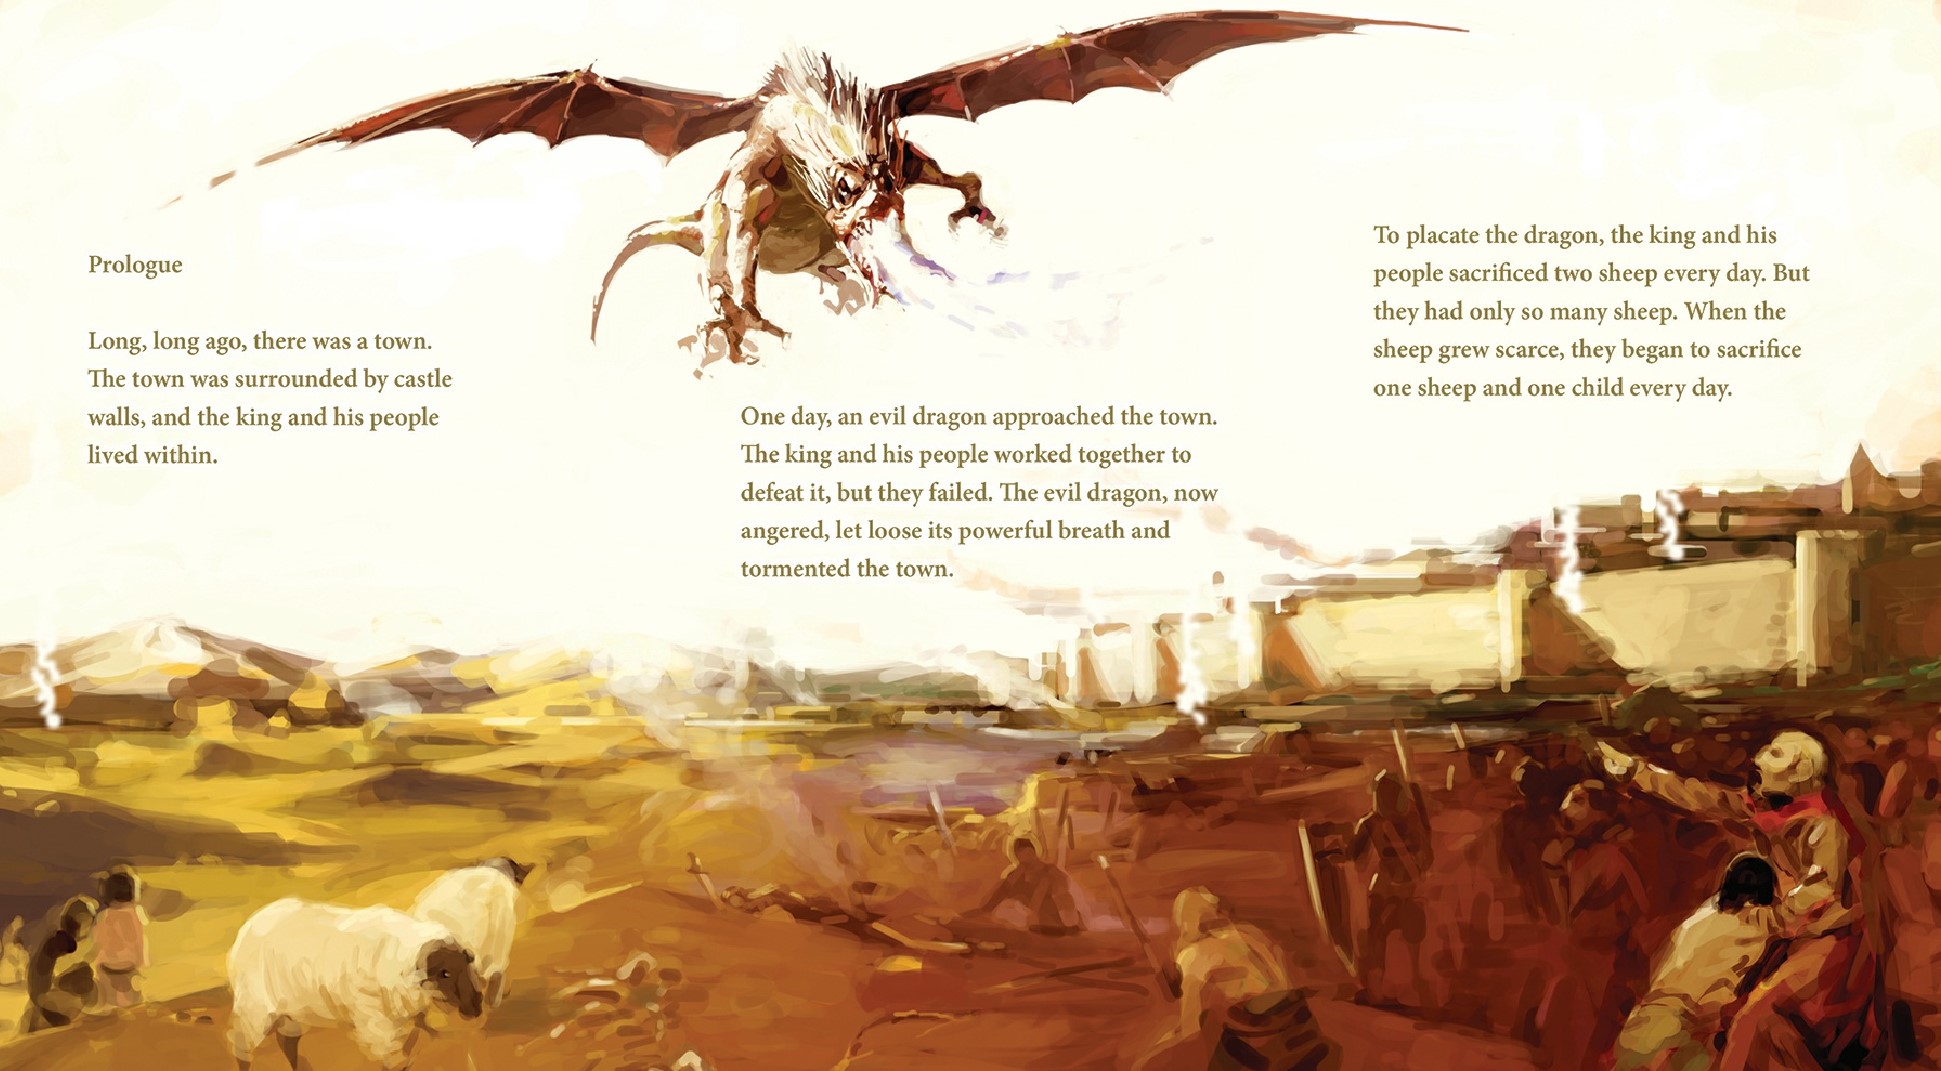 Prologue
Long, long ago, there was a town.
The town was surrounded by castle
walls, and the king and his people
lived within.
One day, an evil dragon approached the town.
The king and his people worked together to
defeat it, but they failed. The evil dragon, now
angered, let loose its powerful breath and
tormented the town.
To placate the dragon, the king and his
people sacrificed two sheep every day. But
they had only so many sheep. When the
sheep grew scarce, they began to sacrifice
one sheep and one child every day.